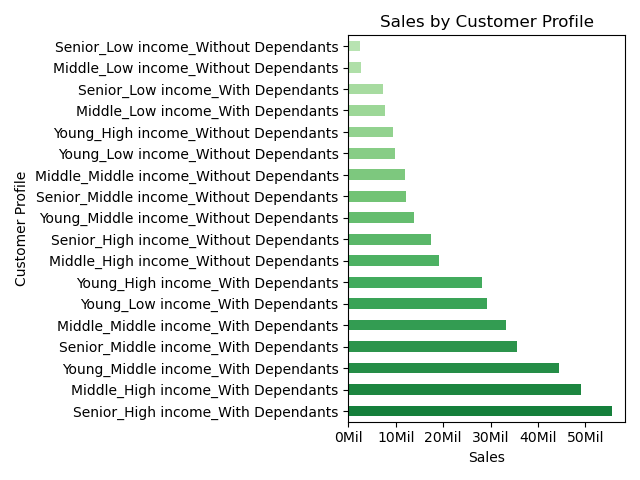 Sales by Customer Profile
Senior_Low income_Without Dependants
Middle_Low income_Without Dependants
Senior_Low income_With Dependants
Middle_Low income_With Dependants
Young_High income_Without Dependants
Young_Low income_Without Dependants
Middle_Middle income_Without Dependants
Senior_Middle income_Without Dependants
Young_Middle income_Without Dependants
Senior_High income_Without Dependants
Middle_High income_Without Dependants
Young_High income_With Dependants
Young_Low income_With Dependants
Middle_Middle income_With Dependants
Senior_Middle income_With Dependants
Young_Middle income_With Dependants
Middle_High income_With Dependants
Senior_High income_With Dependants
Customer Profile
0Mil 10Mil 20Mil 30Mil 40Mil 50Mil
Sales